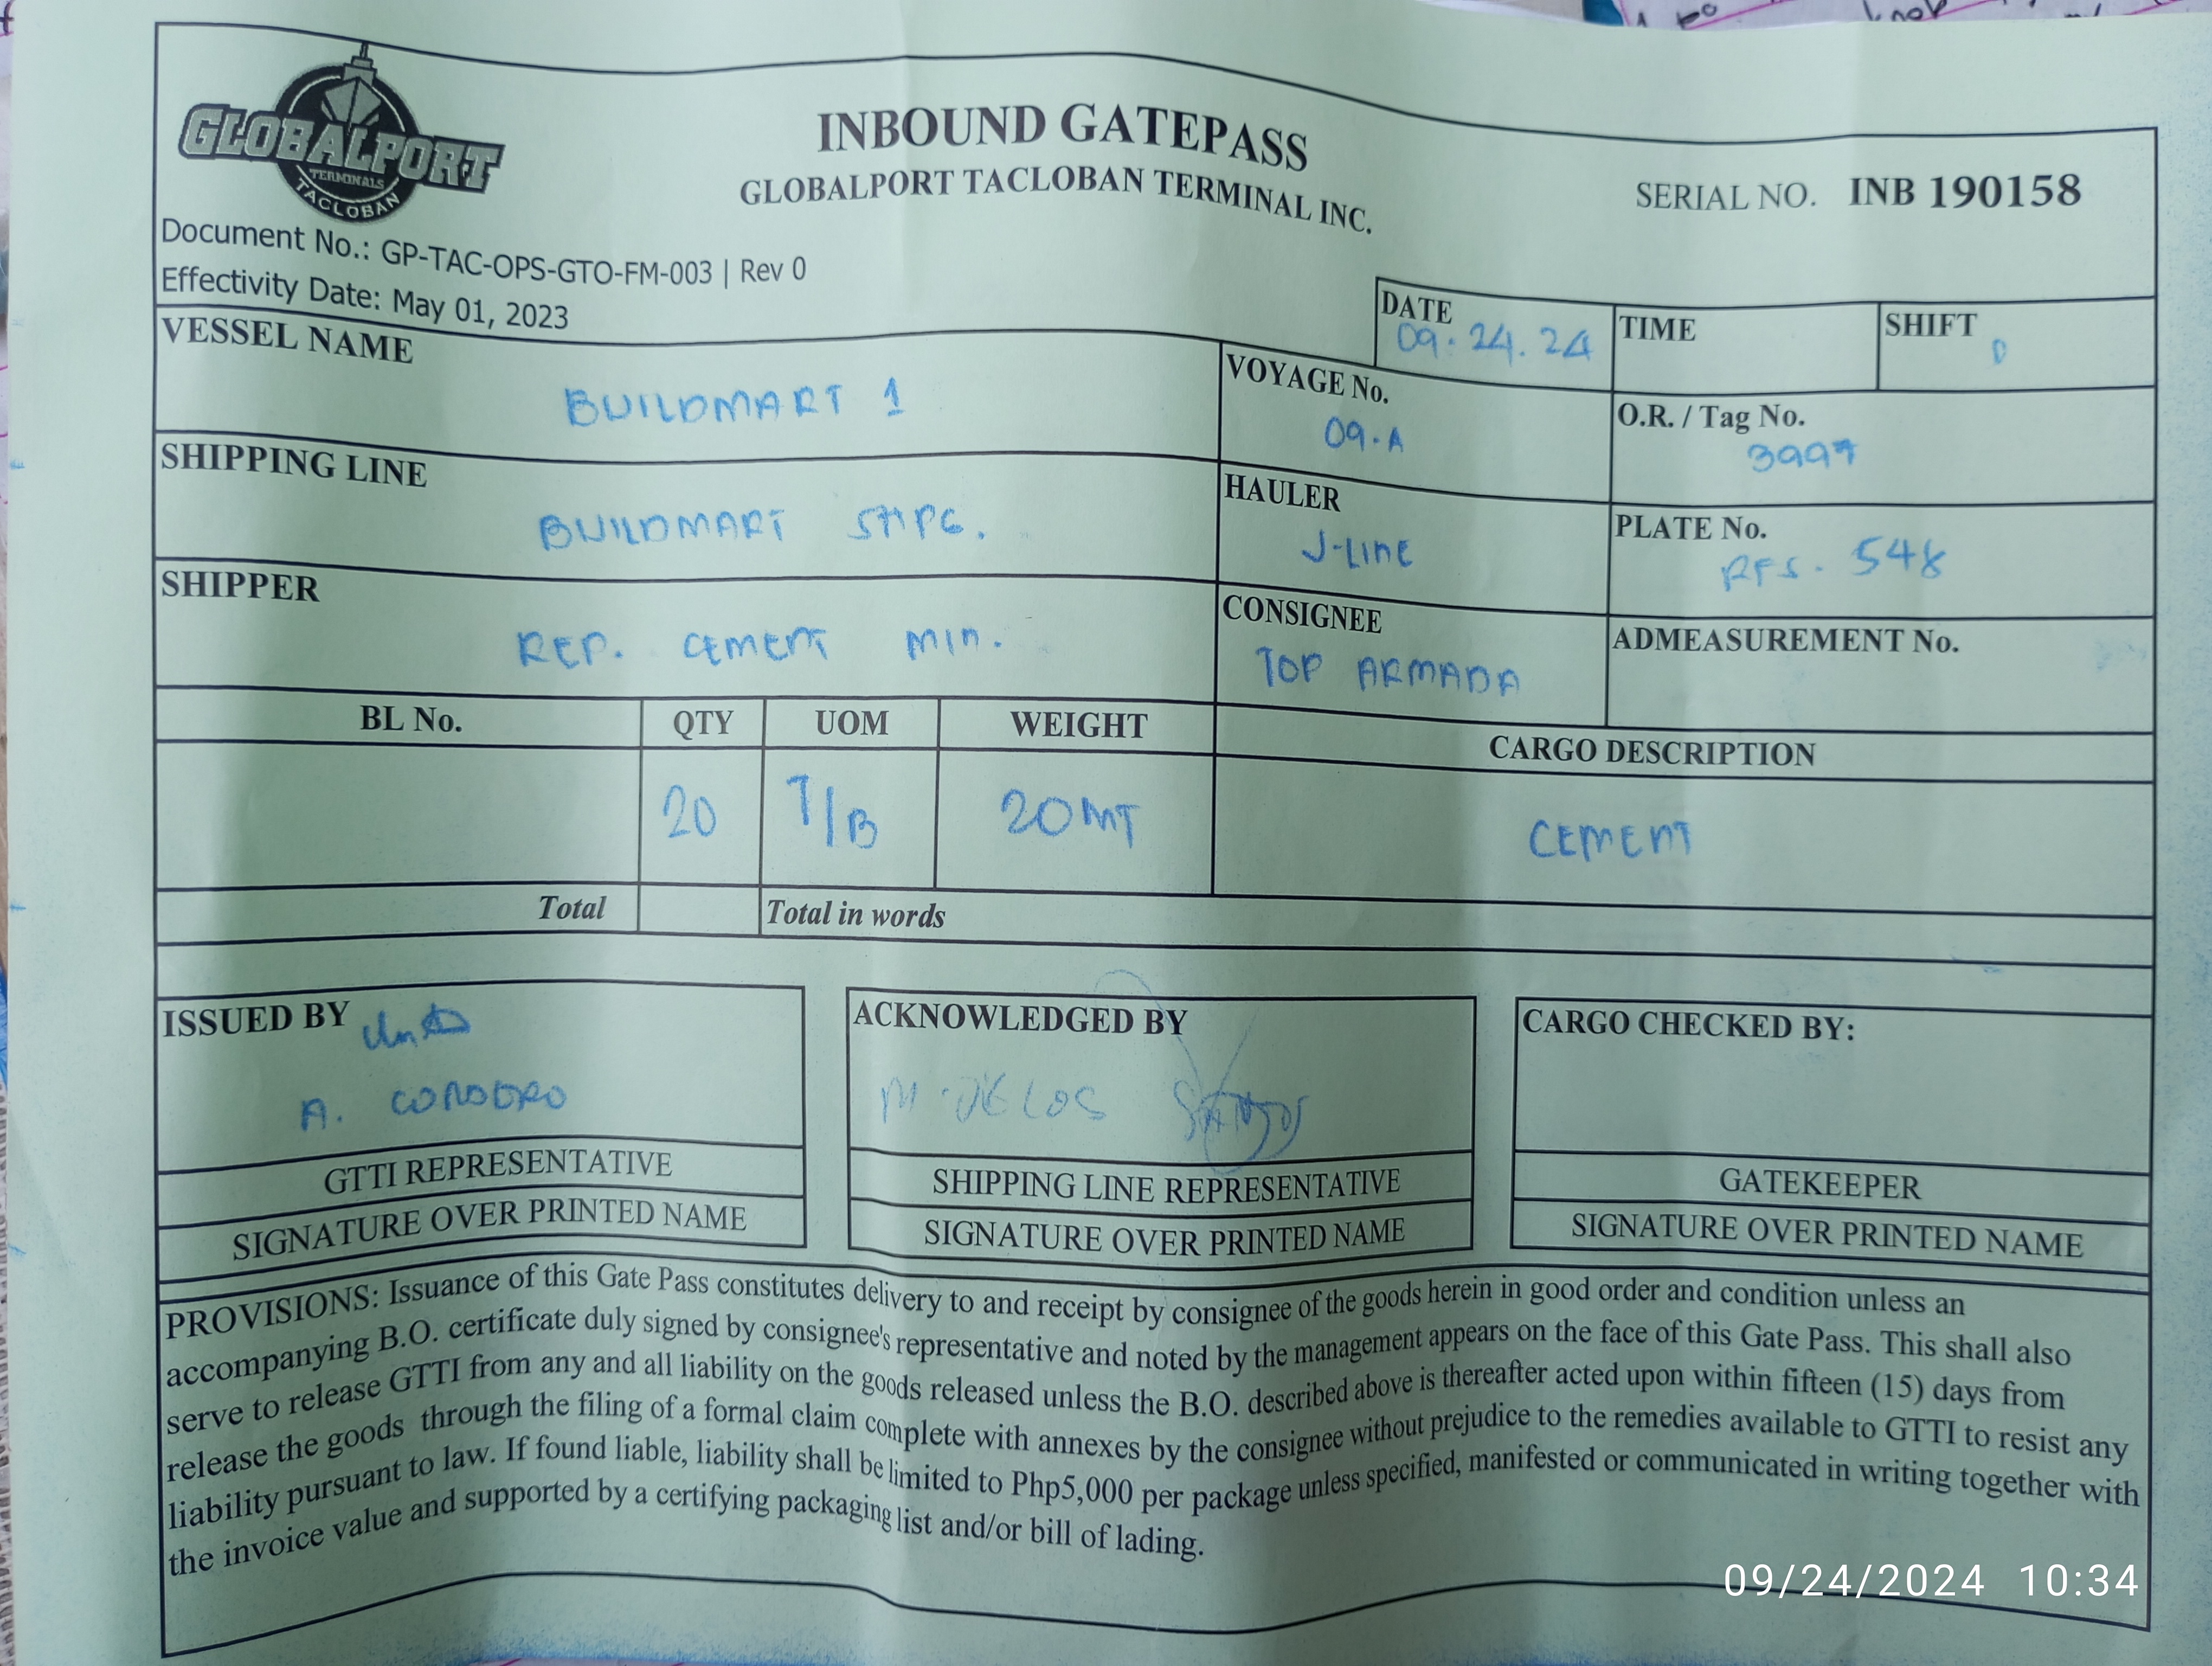 GLOBALPORT
TERMINALS
TACLOBAN
INBOUND GATEPASS
GLOBALPORT TACLOBAN TERMINAL INC.
SERIAL NO. INB 190158
Document No.: GP-TAC-OPS-GTO-FM-003 | Rev 0
Effectivity Date: May 01, 2023
DATE 09.24.24
TIME
SHIFT D
VESSEL NAME
BUILDMART 1
VOYAGE No.
09-A
O.R. / Tag No.
3997
SHIPPING LINE
BUILDMART SHPG.
HAULER
J-LINE
PLATE No.
RFS. 548
SHIPPER
REP. CEMENT MIN.
CONSIGNEE
TOP ARMADA
ADMEASUREMENT No.
BL No. QTY UOM WEIGHT CARGO DESCRIPTION
20 T/B 20MT CEMENT
Total Total in words
ISSUED BY
A. CORDERO
GTTI REPRESENTATIVE
SIGNATURE OVER PRINTED NAME
ACKNOWLEDGED BY
M. DE LOS SANTOS
SHIPPING LINE REPRESENTATIVE
SIGNATURE OVER PRINTED NAME
CARGO CHECKED BY:
GATEKEEPER
SIGNATURE OVER PRINTED NAME
PROVISIONS: Issuance of this Gate Pass constitutes delivery to and receipt by consignee of the goods herein in good order and condition unless an
accompanying B.O. certificate duly signed by consignee's representative and noted by the management appears on the face of this Gate Pass. This shall also
serve to release GTTI from any and all liability on the goods released unless the B.O. described above is thereafter acted upon within fifteen (15) days from
release the goods through the filing of a formal claim complete with annexes by the consignee without prejudice to the remedies available to GTTI to resist any
liability pursuant to law. If found liable, liability shall be limited to Php5,000 per package unless specified, manifested or communicated in writing together with
the invoice value and supported by a certifying packaging list and/or bill of lading.
09/24/2024 10:34